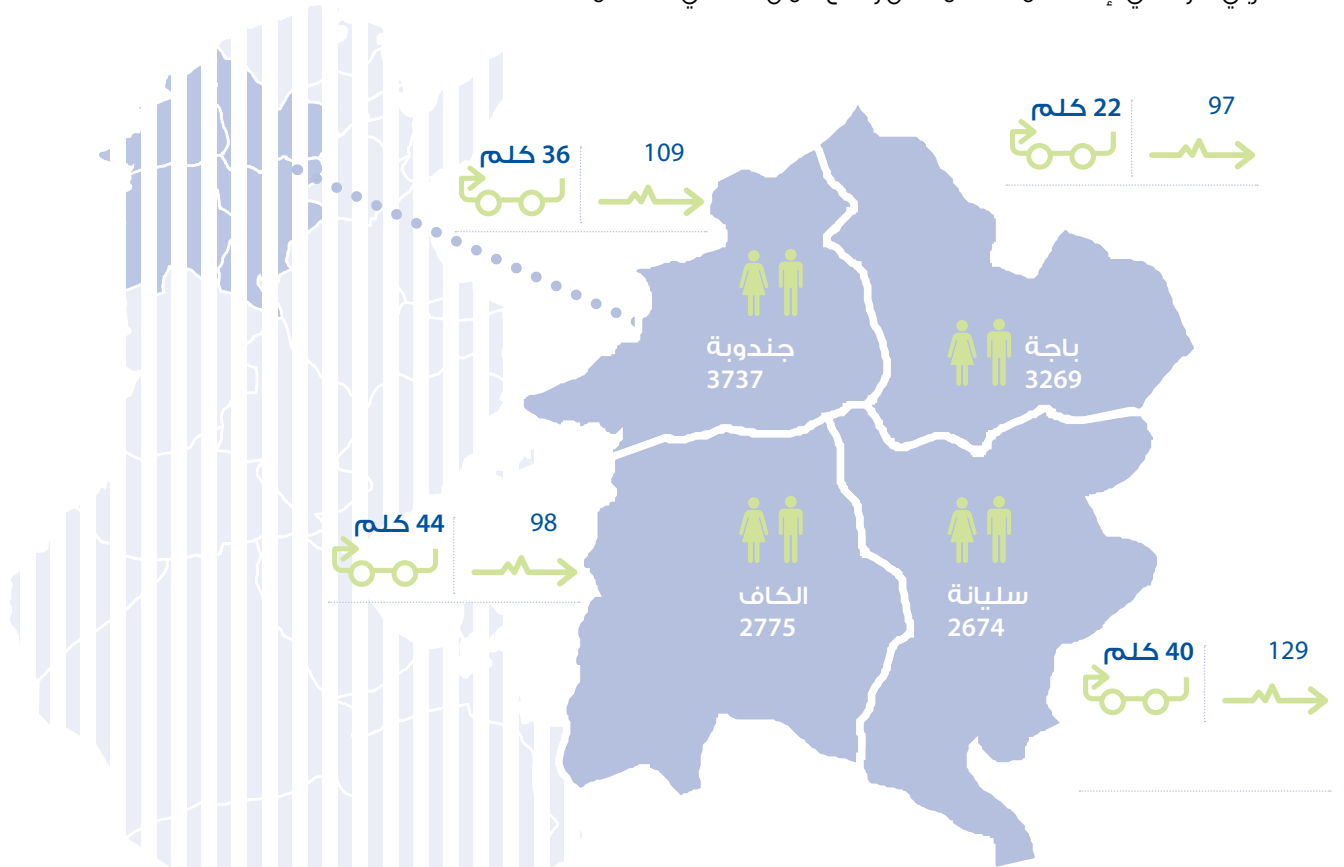 22 كلم
97
36 كلم
109
جندوبة
3737
باجة
3269
44 كلم
98
الكاف
2775
سليانة
2674
40 كلم
129